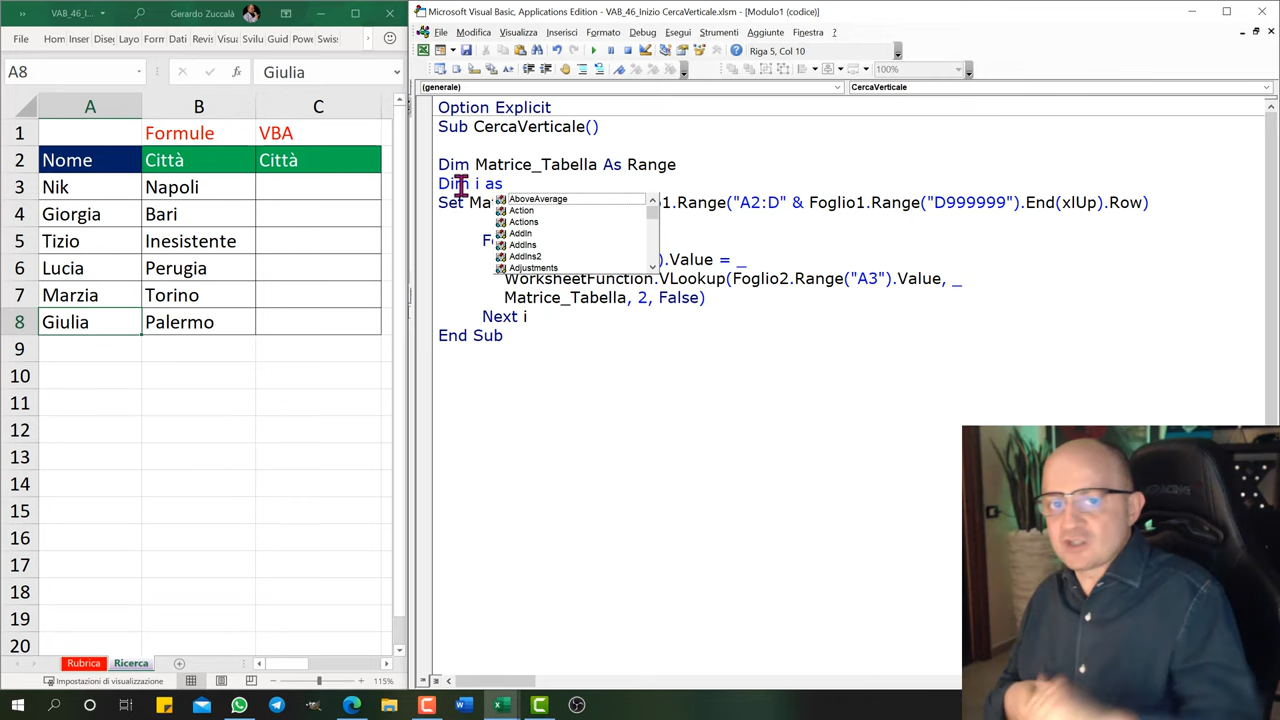 VAB_46_Ini...
Gerardo Zuccalà
File
Hom
Inser
Diseg
Layo
Form
Dati
Revis
Visua
Svilu
Guid
Powe
Strut
A8
fx
Giulia
A
B
C
1
Formule
VBA
2
Nome
Città
Città
3
Nik
Napoli
4
Giorgia
Bari
5
Tizio
Inesistente
6
Lucia
Perugia
7
Marzia
Torino
8
Giulia
Palermo
9
10
11
12
13
14
15
16
17
18
19
20
Rubrica
Ricerca
Impostazioni di visualizzazione
115%
Microsoft Visual Basic, Applications Edition - VAB_46_Inizio CercaVerticale.xlsm - [Modulo1 (codice)]
File
Modifica
Visualizza
Inserisci
Formato
Debug
Esegui
Strumenti
Aggiunte
Finestra
?
Riga 5, Col 10
100%
(generale)
CercaVerticale
Option Explicit
Sub CercaVerticale()
Dim Matrice_Tabella As Range
Dim i as
Set Ma
1.Range("A2:D" & Foglio1.Range("D999999").End(xlUp).Row)
AboveAverage
Action
Actions
AddIn
AddIns
AddIns2
Adjustments
).Value = _
WorksheetFunction.VLookup(Foglio2.Range("A3").Value, _
Matrice_Tabella, 2, False)
Next i
End Sub